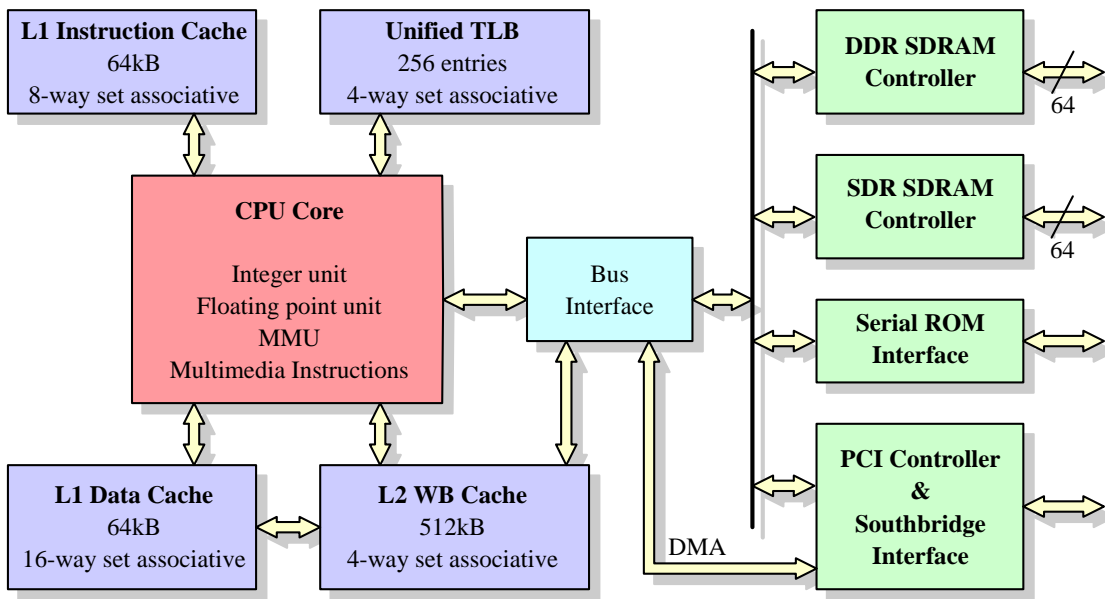 L1 Instruction Cache
64kB
8-way set associative
Unified TLB
256 entries
4-way set associative
DDR SDRAM
Controller
64
CPU Core
Integer unit
Floating point unit
MMU
Multimedia Instructions
Bus
Interface
SDR SDRAM
Controller
64
Serial ROM
Interface
L1 Data Cache
64kB
16-way set associative
L2 WB Cache
512kB
4-way set associative
DMA
PCI Controller
&
Southbridge
Interface